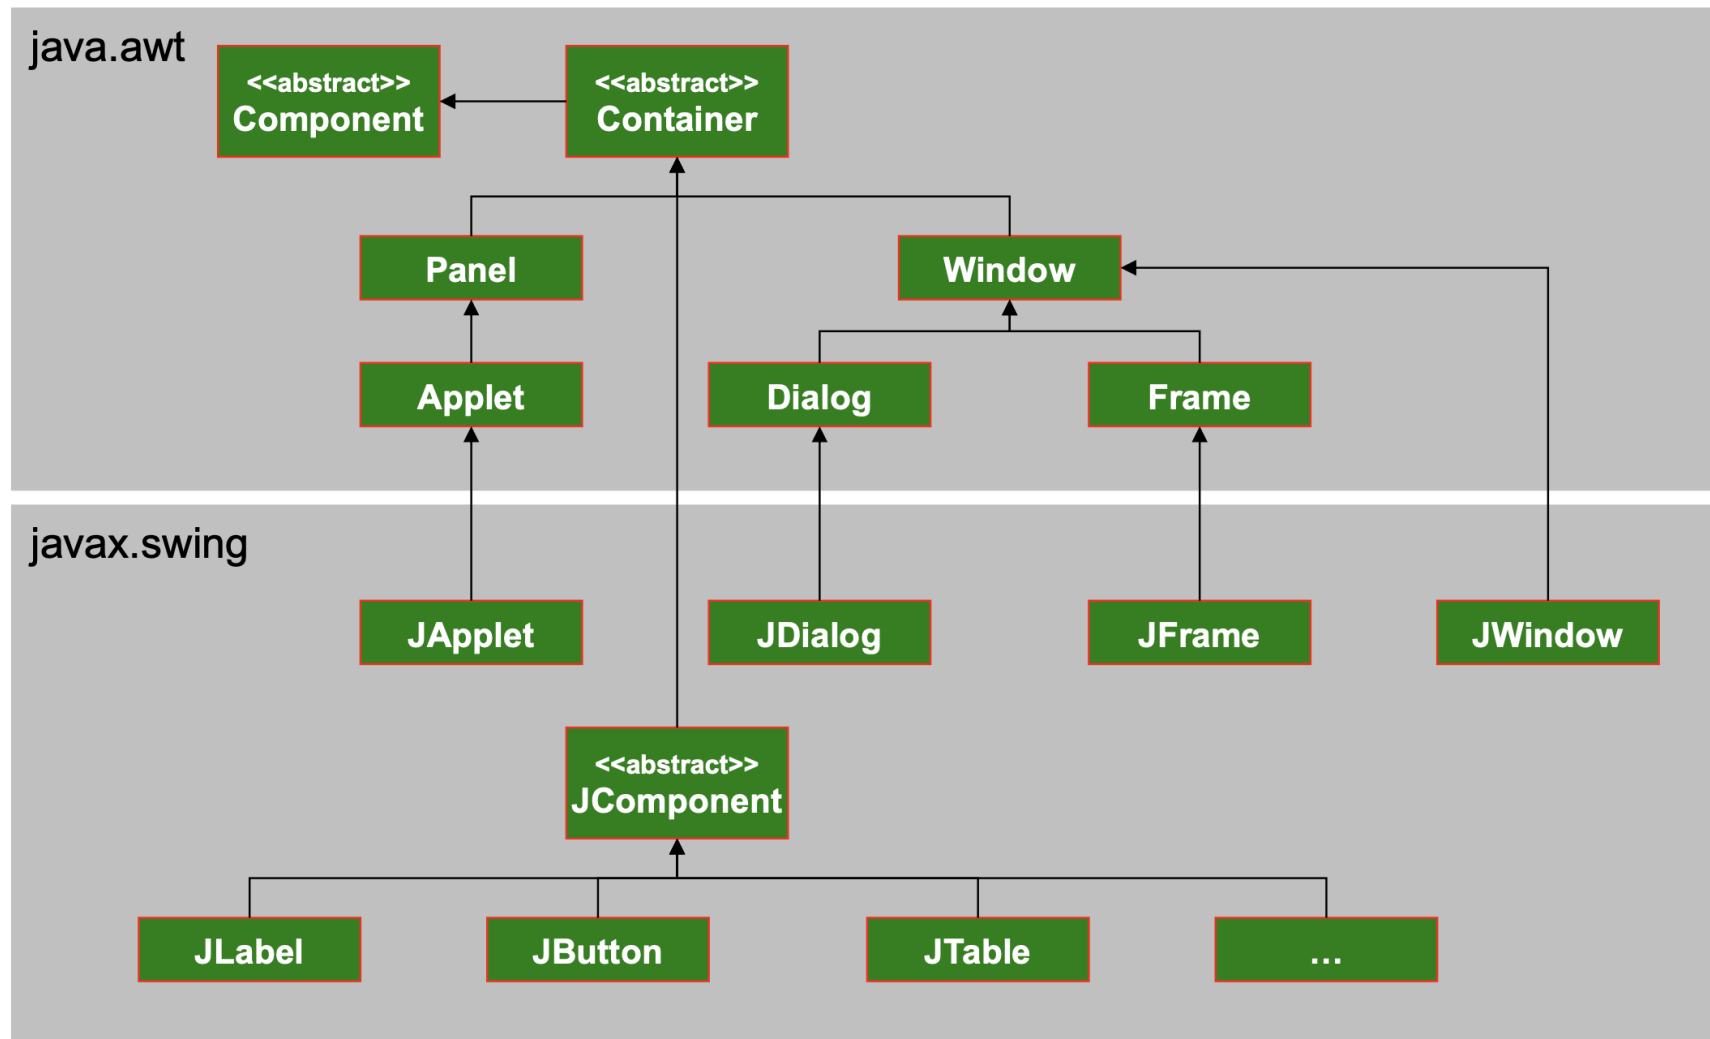 java.awt
<<abstract>>
Component
<<abstract>>
Container
Panel
Window
Applet
Dialog
Frame
javax.swing
JApplet
JDialog
JFrame
JWindow
<<abstract>>
JComponent
JLabel
JButton
JTable
...